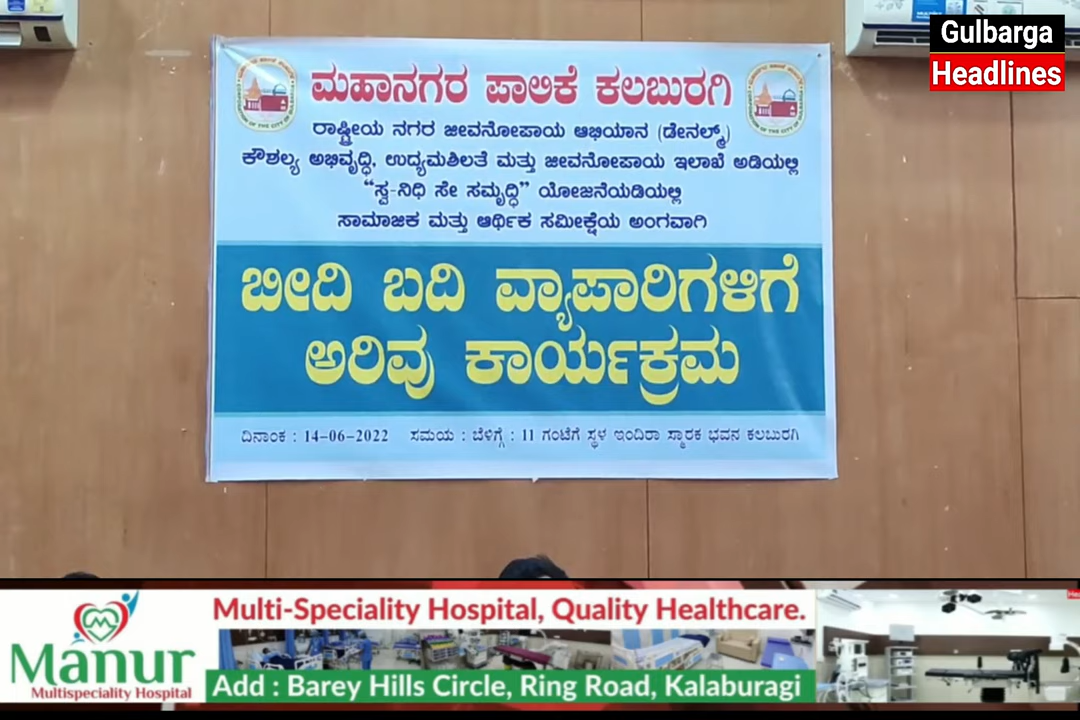 Gulbarga
Headlines
ಮಹಾನಗರ ಪಾಲಿಕೆ ಕಲಬುರಗಿ
ರಾಷ್ಟ್ರೀಯ ನಗರ ಜೀವನೋಪಾಯ ಆಭಿಯಾನ (ಡೇನಲ್ಮ್)
ಕೌಶಲ್ಯ ಅಭಿವೃದ್ಧಿ, ಉದ್ಯಮಶಿಲತೆ ಮತ್ತು ಜೀವನೋಪಾಯ ಇಲಾಖೆ ಅಡಿಯಲ್ಲಿ
“ಸ್ವ-ನಿಧಿ ಸೇ ಸಮೃದ್ಧಿ” ಯೋಜನೆಯಡಿಯಲ್ಲಿ
ಸಾಮಾಜಿಕ ಮತ್ತು ಆರ್ಥಿಕ ಸಮೀಕ್ಷೆಯ ಅಂಗವಾಗಿ
ಬೀದಿ ಬದಿ ವ್ಯಾಪಾರಿಗಳಿಗೆ
ಅರಿವು ಕಾರ್ಯಕ್ರಮ
ದಿನಾಂಕ : 14-06-2022 ಸಮಯ : ಬೆಳಿಗ್ಗೆ : 11 ಗಂಟೆಗೆ ಸ್ಥಳ ಇಂದಿರಾ ಸ್ಮಾರಕ ಭವನ ಕಲಬುರಗಿ
Multi-Speciality Hospital, Quality Healthcare.
Manur
Multispeciality Hospital
Add : Barey Hills Circle, Ring Road, Kalaburagi